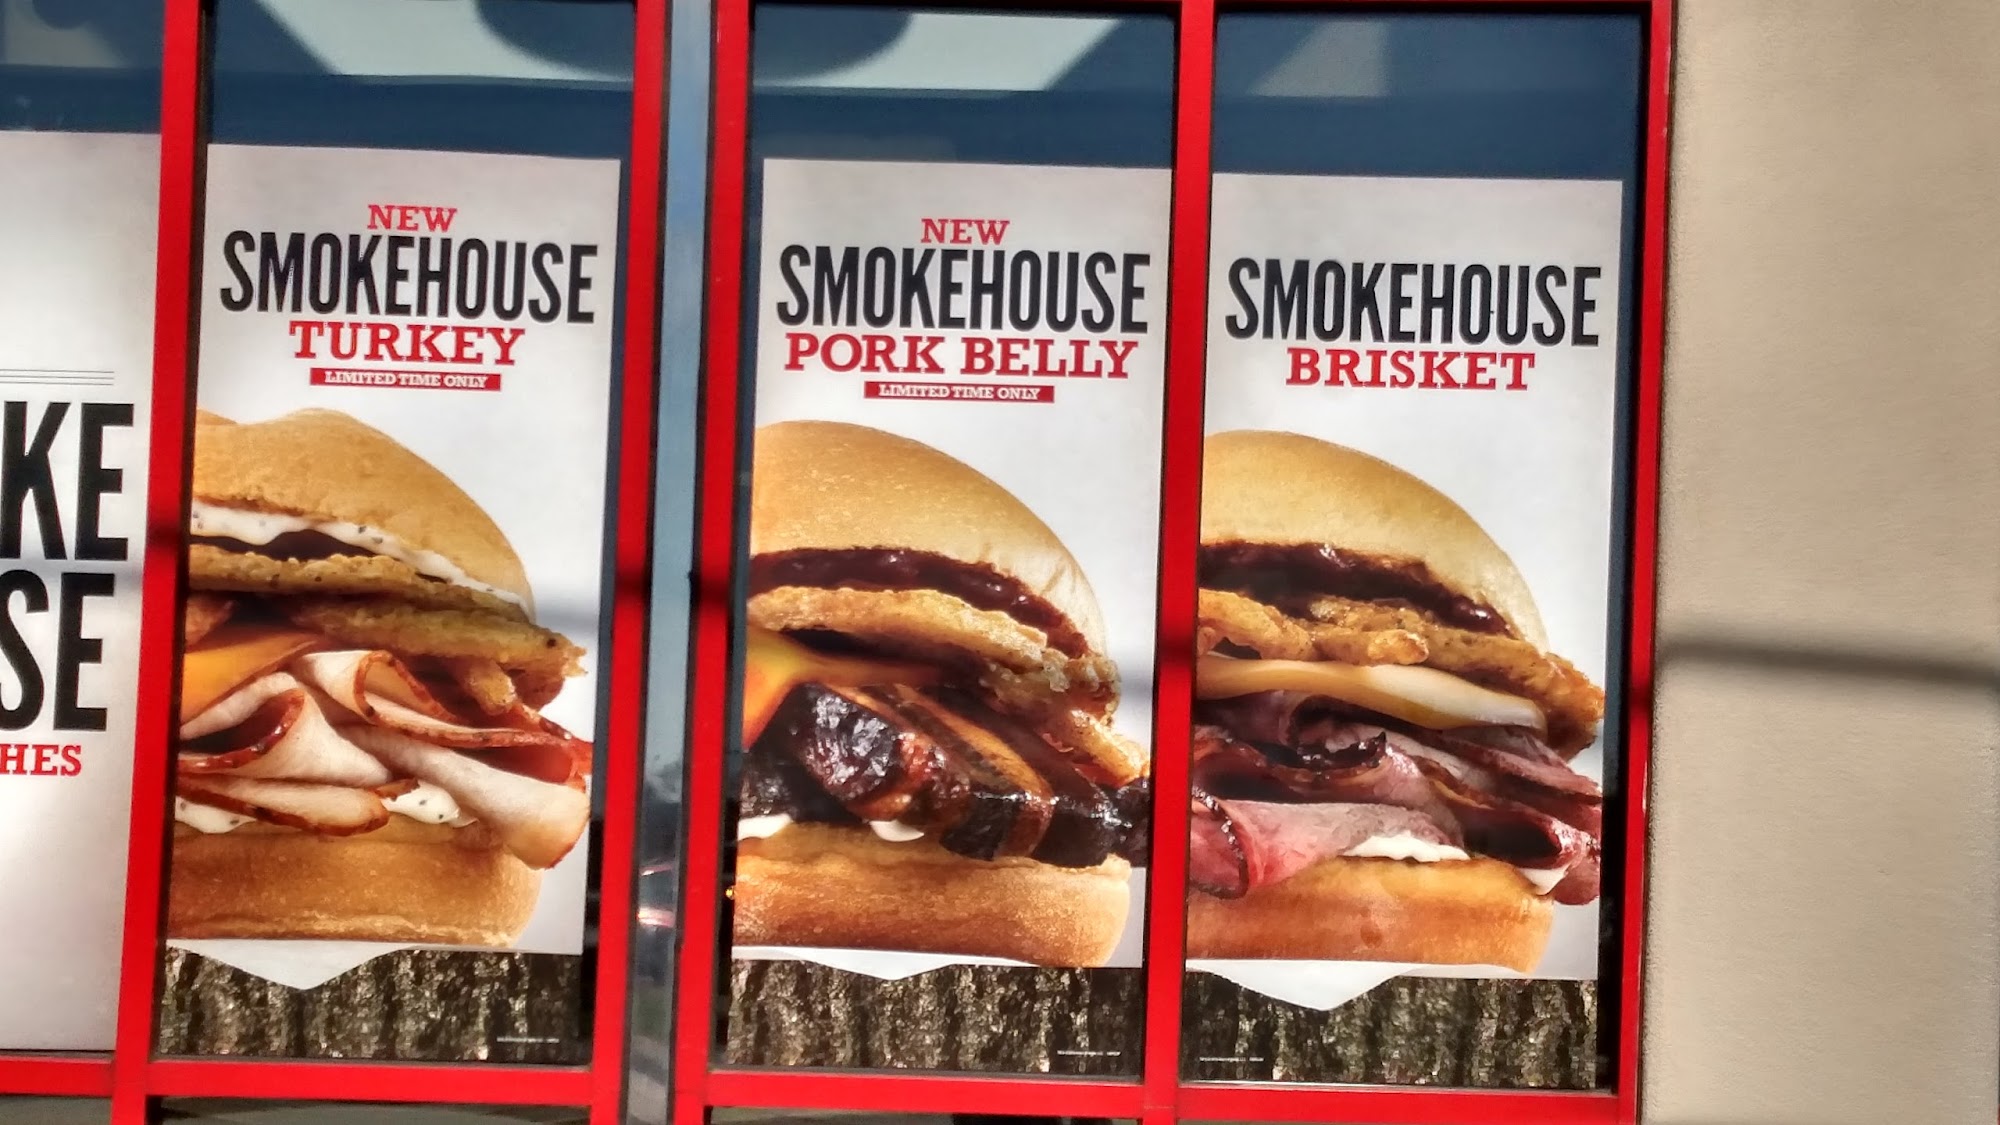 KE
SE
HES
NEW
SMOKEHOUSE
TURKEY
LIMITED TIME ONLY
NEW
SMOKEHOUSE
PORK BELLY
LIMITED TIME ONLY
SMOKEHOUSE
BRISKET